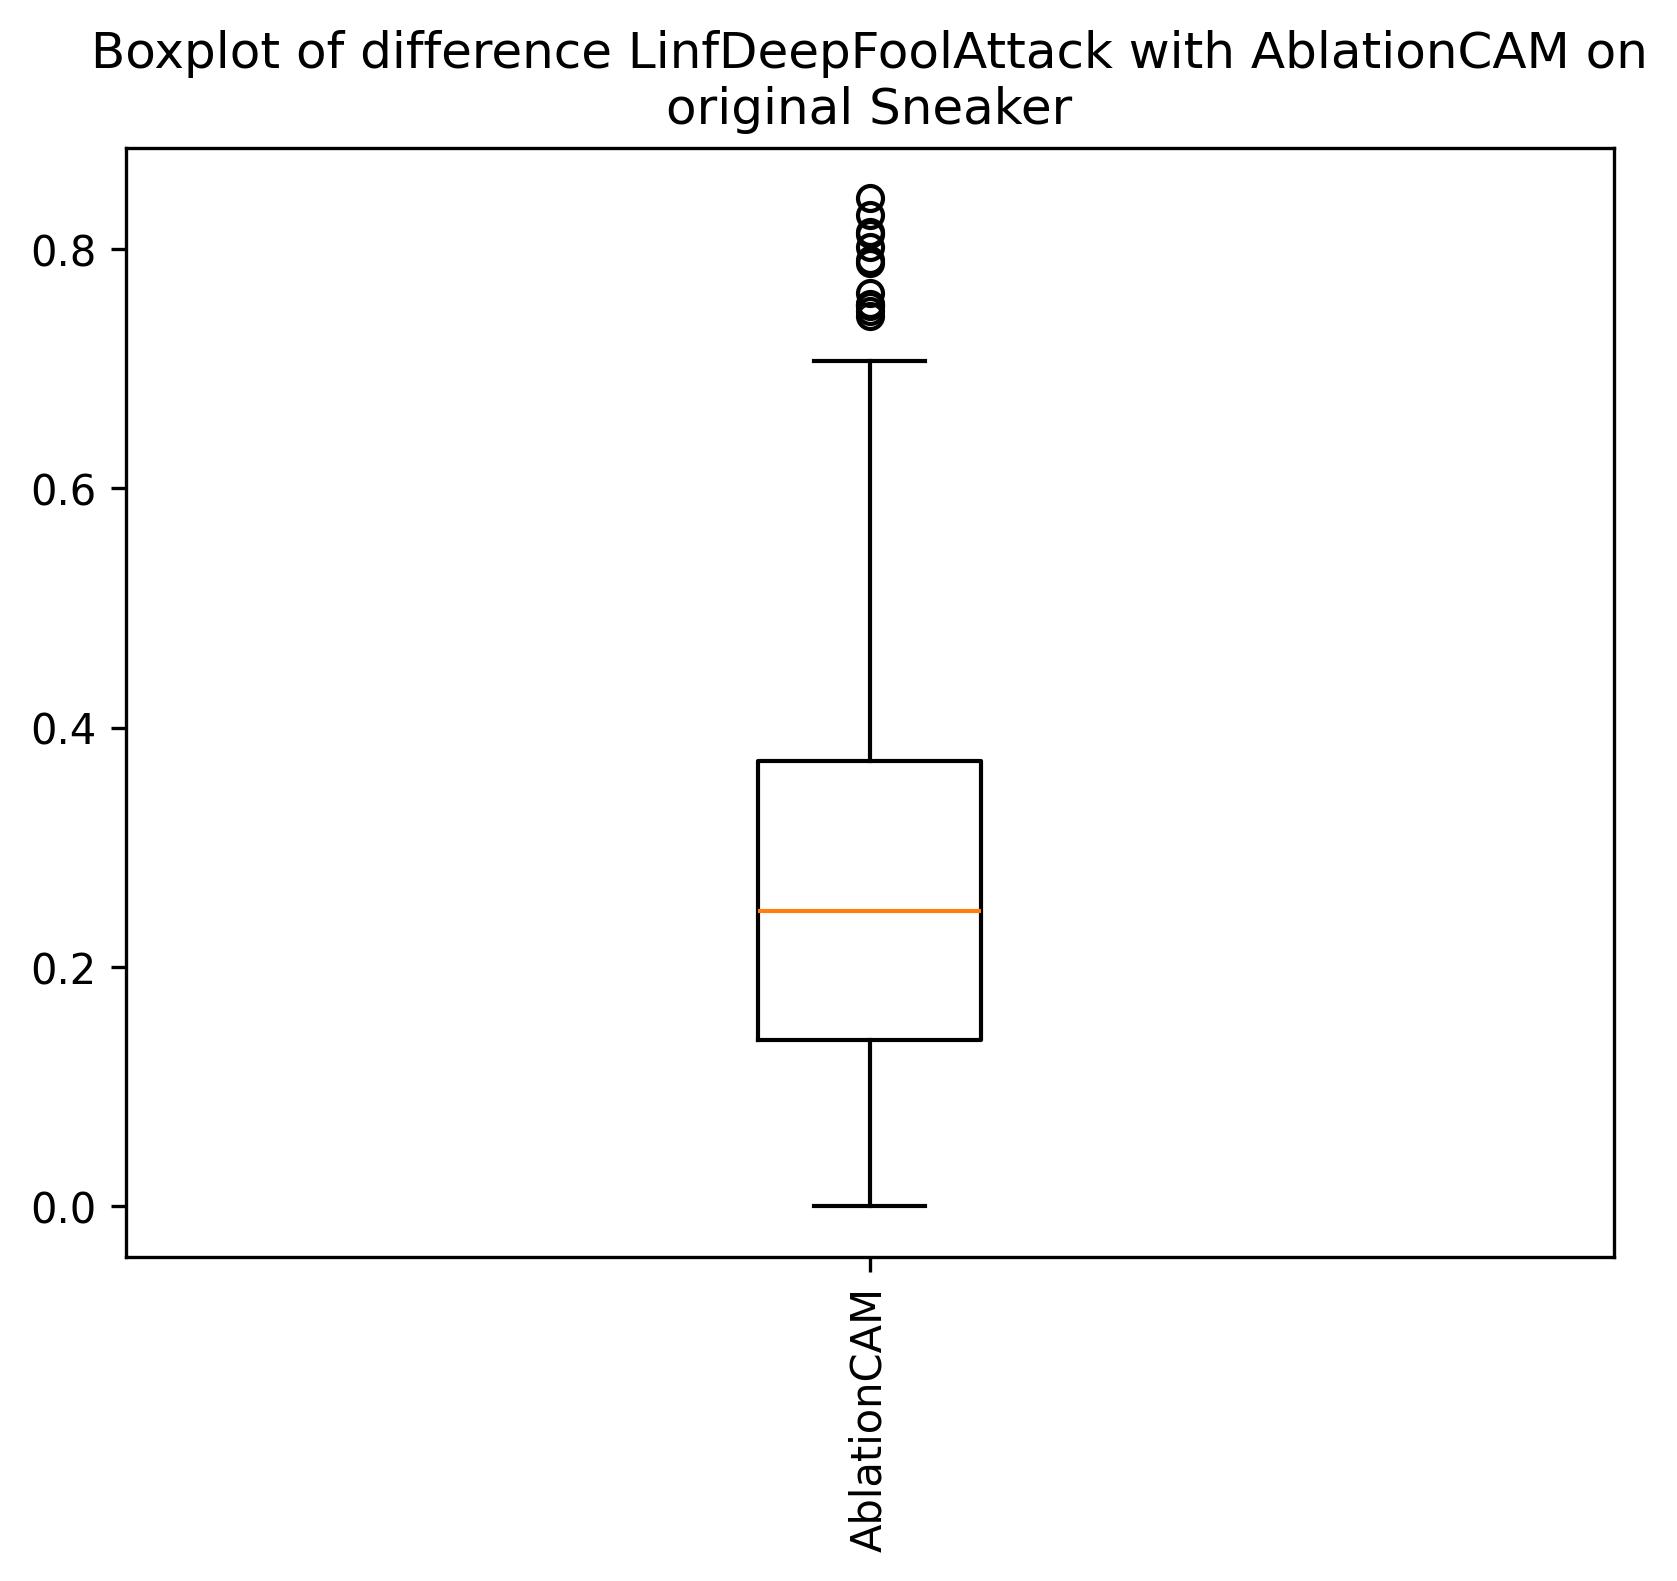 Boxplot of difference LinfDeepFoolAttack with AblationCAM on
original Sneaker
0.8
0.6
0.4
0.2
0.0
AblationCAM